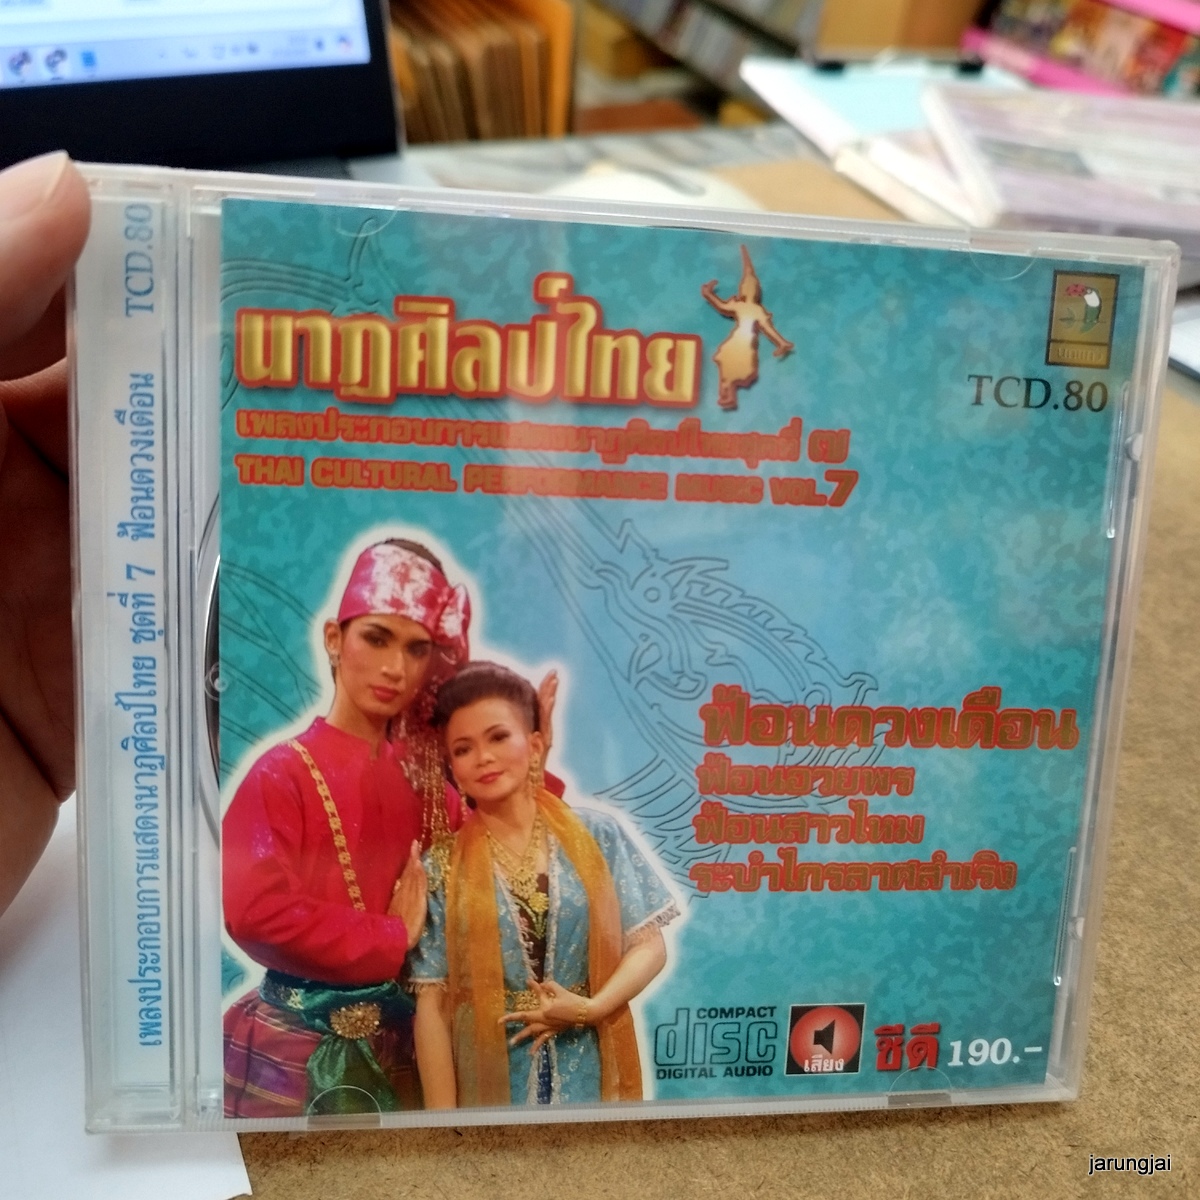 นาฏศิลป์ไทย
เพลงประกอบการแสดงนาฏศิลป์ไทยชุดที่ ๗
THAI CULTURAL PERFORMANCE MUSIC VOL.7
TCD.80
ฟ้อนดวงเดือน
ฟ้อนอวยพร
ฟ้อนสาวไหม
ระบำไกรลาศสำเริง
COMPACT
disc
DIGITAL AUDIO
เสียง
ซีดี 190.-
เพลงประกอบการแสดงนาฏศิลป์ไทย ชุดที่ 7 ฟ้อนดวงเดือน TCD.80
jarungjai